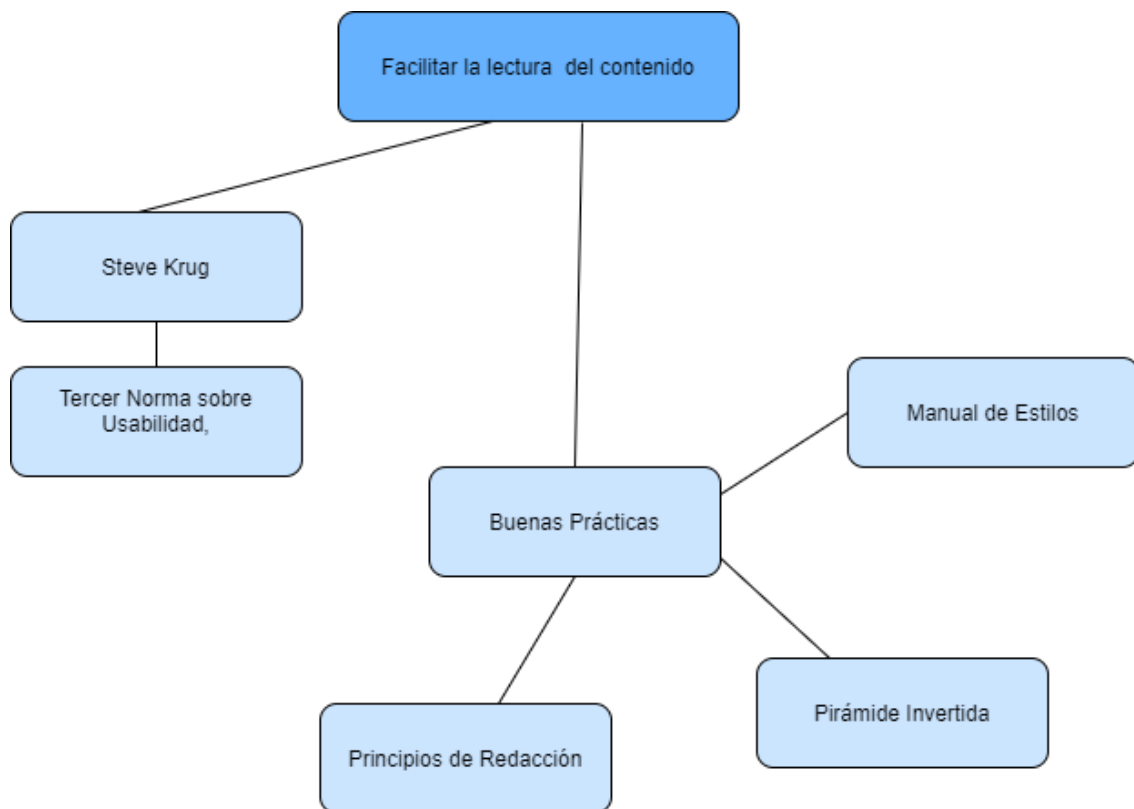 Facilitar la lectura  del contenido
Steve Krug
Tercer Norma sobre
Usabilidad,
Manual de Estilos
Buenas Prácticas
Pirámide Invertida
Principios de Redacción